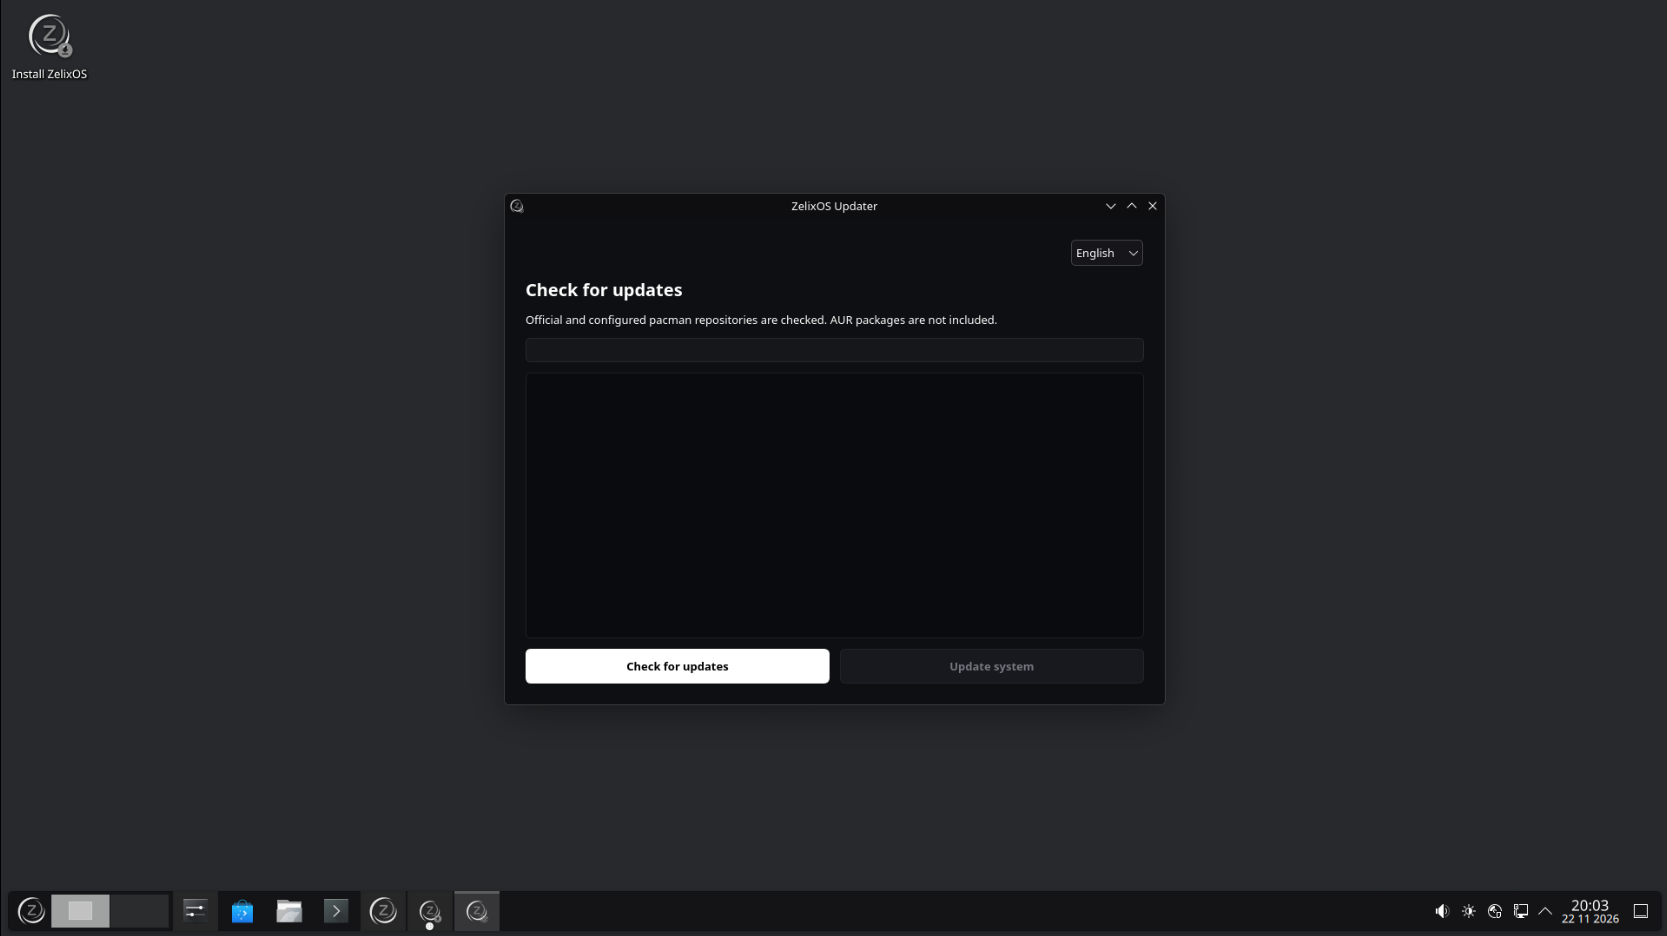 Install ZelixOS
ZelixOS Updater
English
Check for updates
Official and configured pacman repositories are checked. AUR packages are not included.
Check for updates
Update system
20:03
22 11 2026